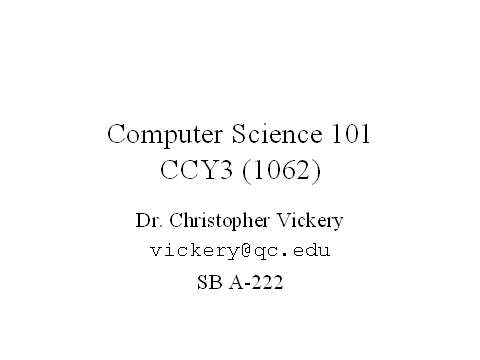 Computer Science 101
CCY3 (1062)
Dr. Christopher Vickery
vickery@qc.edu
SB A-222